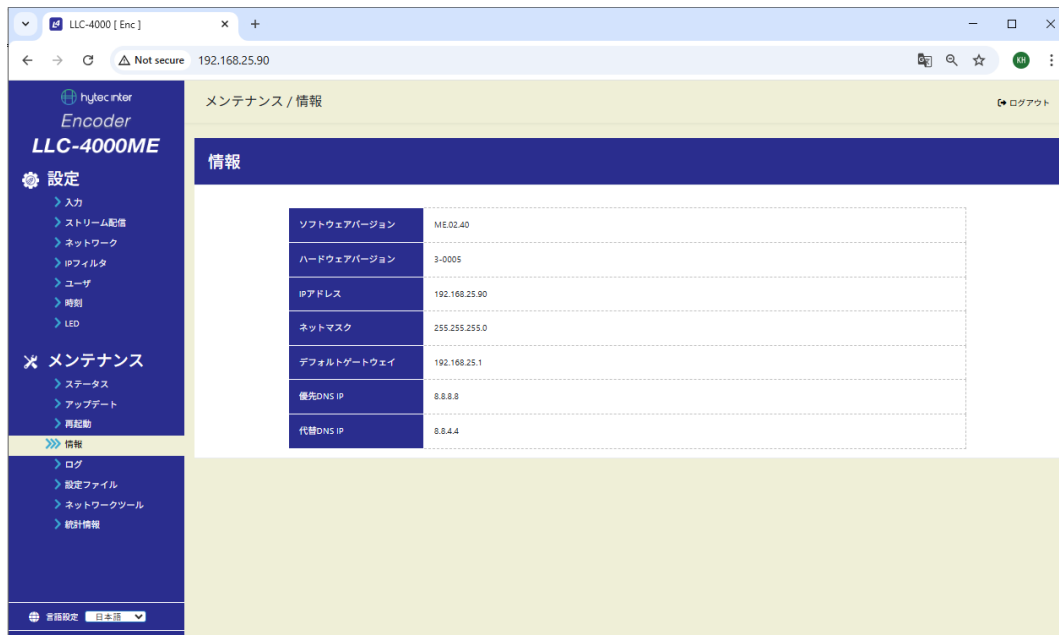 LLC-4000 [ Enc ]
Not secure 192.168.25.90
KH
hytec inter
Encoder
LLC-4000ME
設定
入力
ストリーム配信
ネットワーク
IPフィルタ
ユーザ
時刻
LED
メンテナンス
ステータス
アップデート
再起動
情報
ログ
設定ファイル
ネットワークツール
統計情報
言語設定 日本語
メンテナンス / 情報
ログアウト
情報
ソフトウェアバージョン ME.02.40
ハードウェアバージョン 3-0005
IPアドレス 192.168.25.90
ネットマスク 255.255.255.0
デフォルトゲートウェイ 192.168.25.1
優先DNS IP 8.8.8.8
代替DNS IP 8.8.4.4